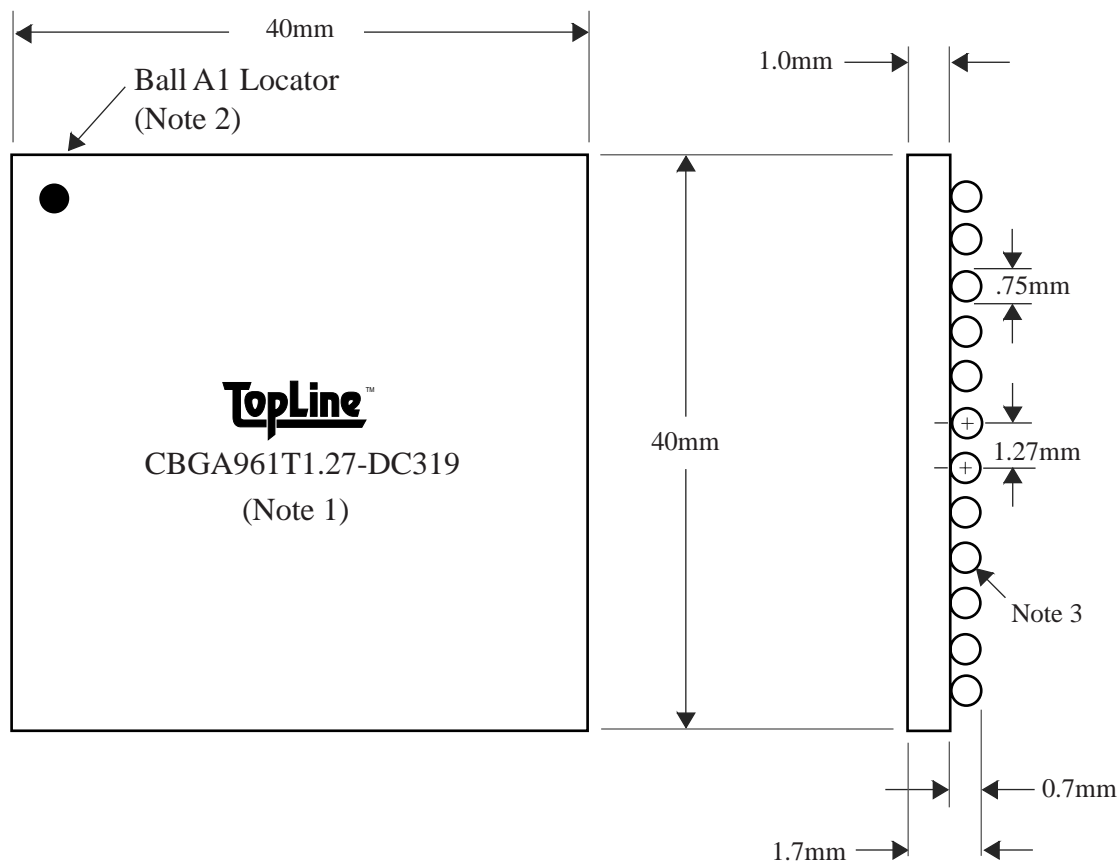 40mm
1.0mm
Ball A1 Locator
(Note 2)
.75mm
TopLine™
CBGA961T1.27-DC319
(Note 1)
40mm
1.27mm
Note 3
0.7mm
1.7mm